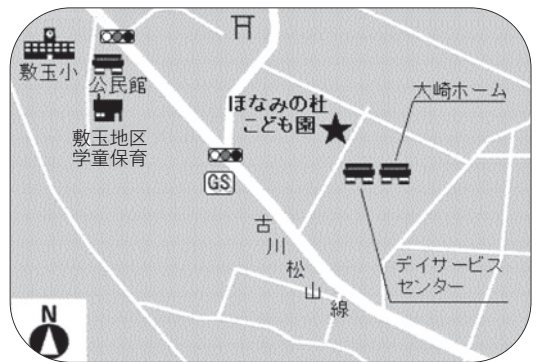 敷玉小
公民館
敷玉地区
学童保育
ほなみの杜
こども園
大崎ホーム
GS
古川松山線
デイサービス
センター
N